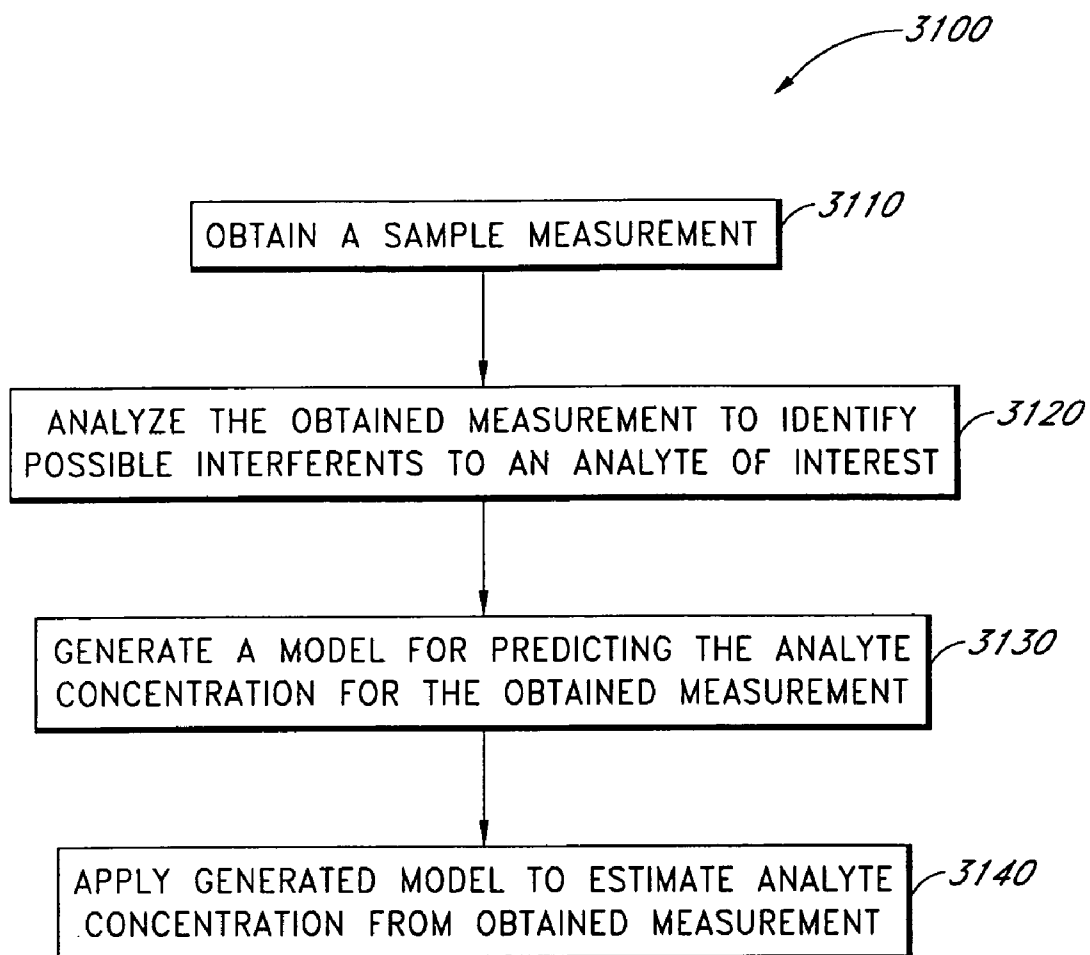 3100
OBTAIN A SAMPLE MEASUREMENT
3110
ANALYZE THE OBTAINED MEASUREMENT TO IDENTIFY
POSSIBLE INTERFERENTS TO AN ANALYTE OF INTEREST
3120
GENERATE A MODEL FOR PREDICTING THE ANALYTE
CONCENTRATION FOR THE OBTAINED MEASUREMENT
3130
APPLY GENERATED MODEL TO ESTIMATE ANALYTE
CONCENTRATION FROM OBTAINED MEASUREMENT
3140